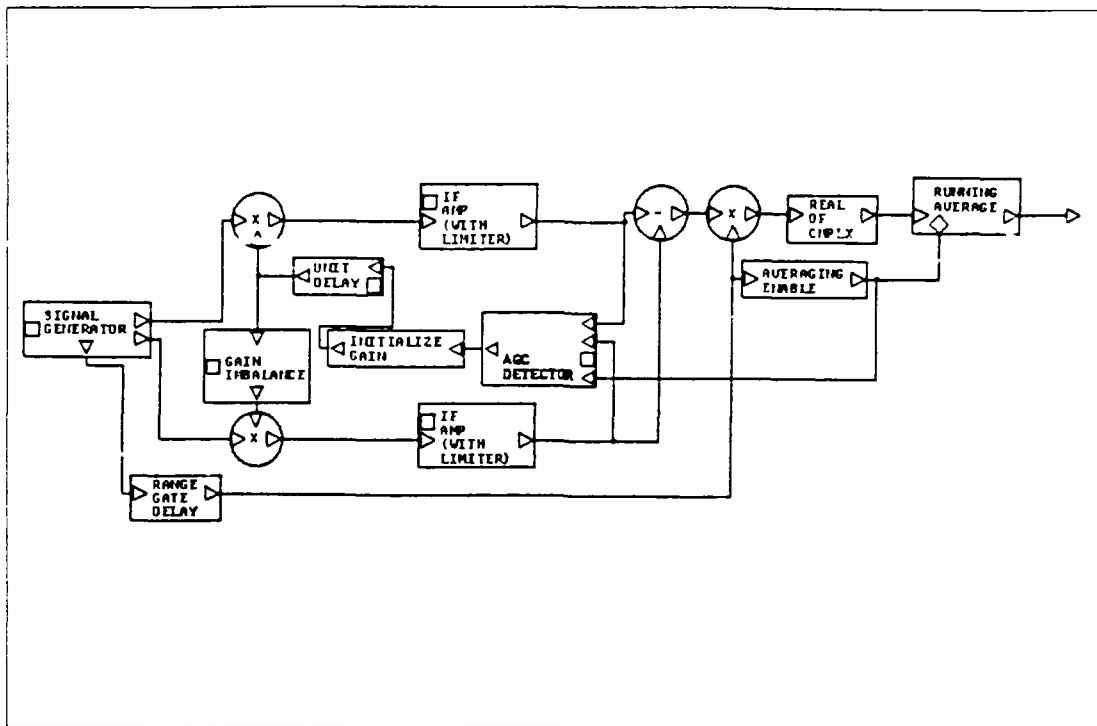 IF
AMP
(WITH
LIMITER)
X
-
X
REAL
OF
CMPLX
RUNNING
AVERAGE
UNIT
DELAY
AVERAGING
ENABLE
SIGNAL
GENERATOR
GAIN
IMBALANCE
INITIALIZE
GAIN
AGC
DETECTOR
X
IF
AMP
(WITH
LIMITER)
RANGE
GATE
DELAY